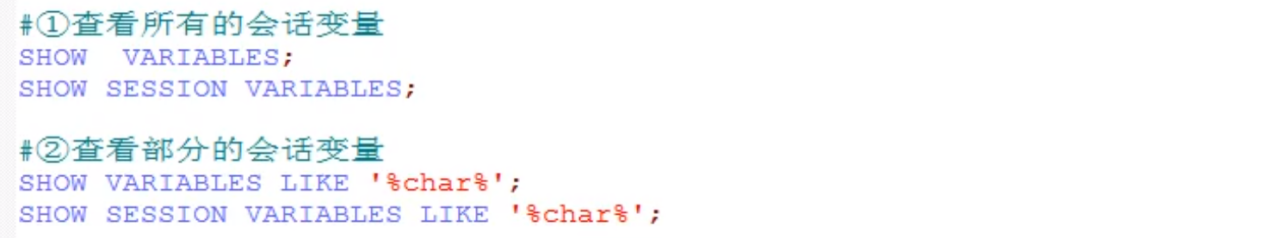 #①查看所有的会话变量
SHOW  VARIABLES;
SHOW SESSION VARIABLES;
#②查看部分的会话变量
SHOW VARIABLES LIKE '%char%';
SHOW SESSION VARIABLES LIKE '%char%';